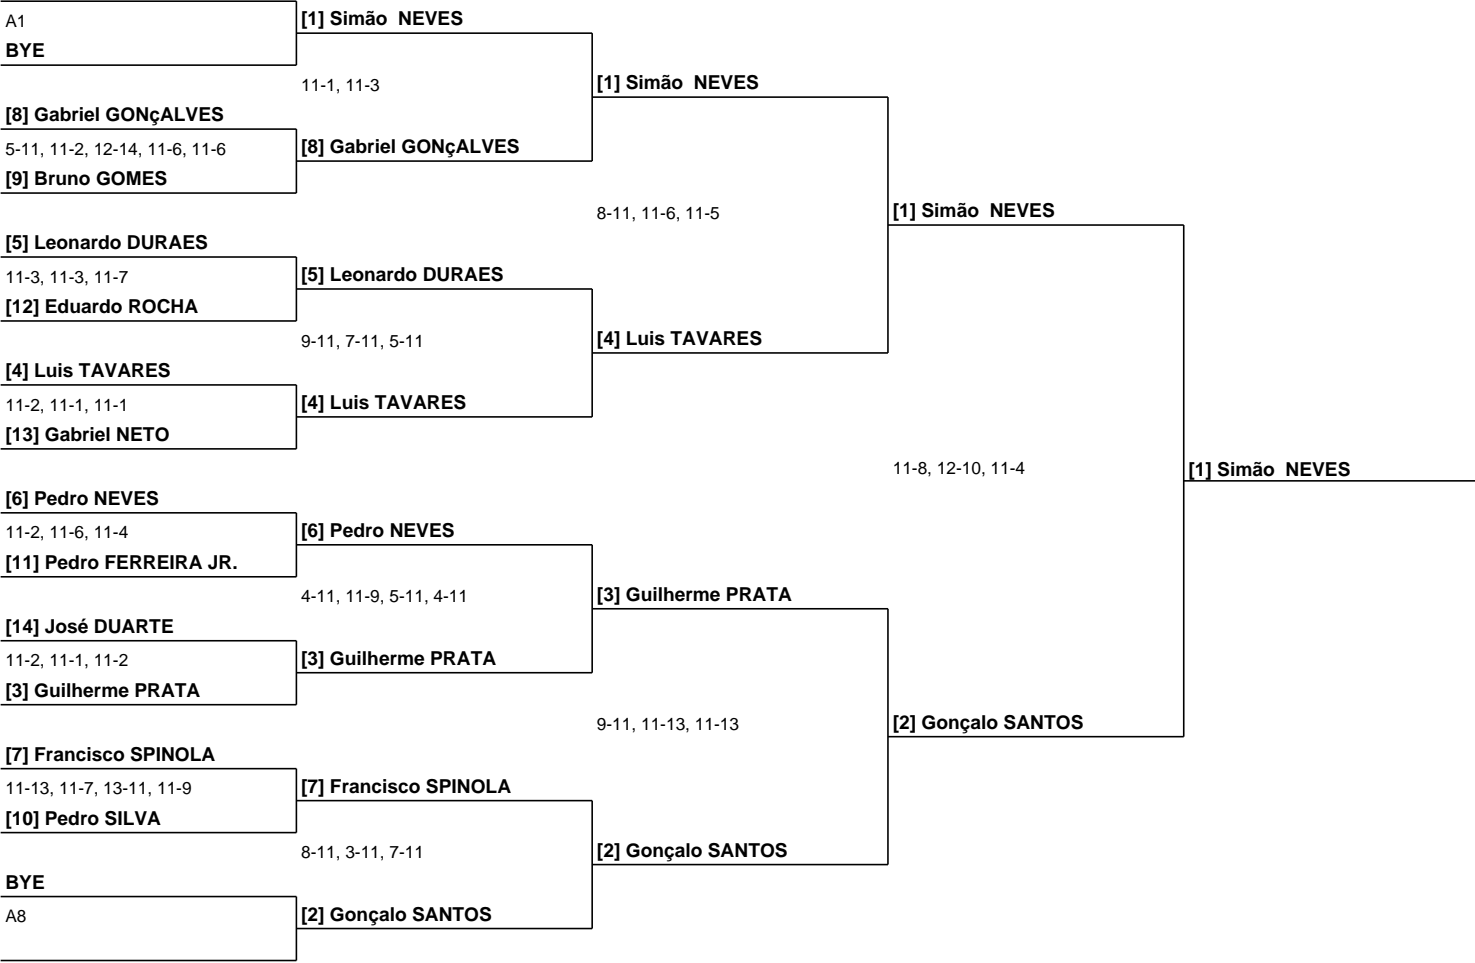 A1
BYE
[8] Gabriel GONçALVES
5-11, 11-2, 12-14, 11-6, 11-6
[9] Bruno GOMES
[5] Leonardo DURAES
11-3, 11-3, 11-7
[12] Eduardo ROCHA
[4] Luis TAVARES
11-2, 11-1, 11-1
[13] Gabriel NETO
[6] Pedro NEVES
11-2, 11-6, 11-4
[11] Pedro FERREIRA JR.
[14] José DUARTE
11-2, 11-1, 11-2
[3] Guilherme PRATA
[7] Francisco SPINOLA
11-13, 11-7, 13-11, 11-9
[10] Pedro SILVA
BYE
A8
[1] Simão  NEVES
11-1, 11-3
[8] Gabriel GONçALVES
[5] Leonardo DURAES
9-11, 7-11, 5-11
[4] Luis TAVARES
[6] Pedro NEVES
4-11, 11-9, 5-11, 4-11
[3] Guilherme PRATA
[7] Francisco SPINOLA
8-11, 3-11, 7-11
[2] Gonçalo SANTOS
[1] Simão  NEVES
8-11, 11-6, 11-5
[4] Luis TAVARES
[3] Guilherme PRATA
9-11, 11-13, 11-13
[2] Gonçalo SANTOS
[1] Simão  NEVES
11-8, 12-10, 11-4
[2] Gonçalo SANTOS
[1] Simão  NEVES